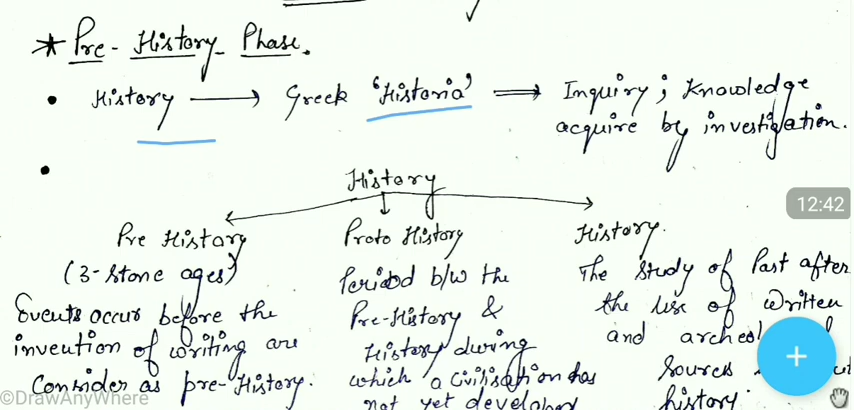 * Pre - History Phase.
• History → Greek 'Historia' ⇒ Inquiry ; Knowledge
acquire by investigation.
•
History
12:42
Pre History
(3-stone ages)
Events occur before the
invention of writing are
Consider as pre-History.
Proto History
Period b/w the
Pre-History &
History during
which a Civilisation has
not yet developed
History.
The study of Past after
the use of written
and
history.
©DrawAnyWhere